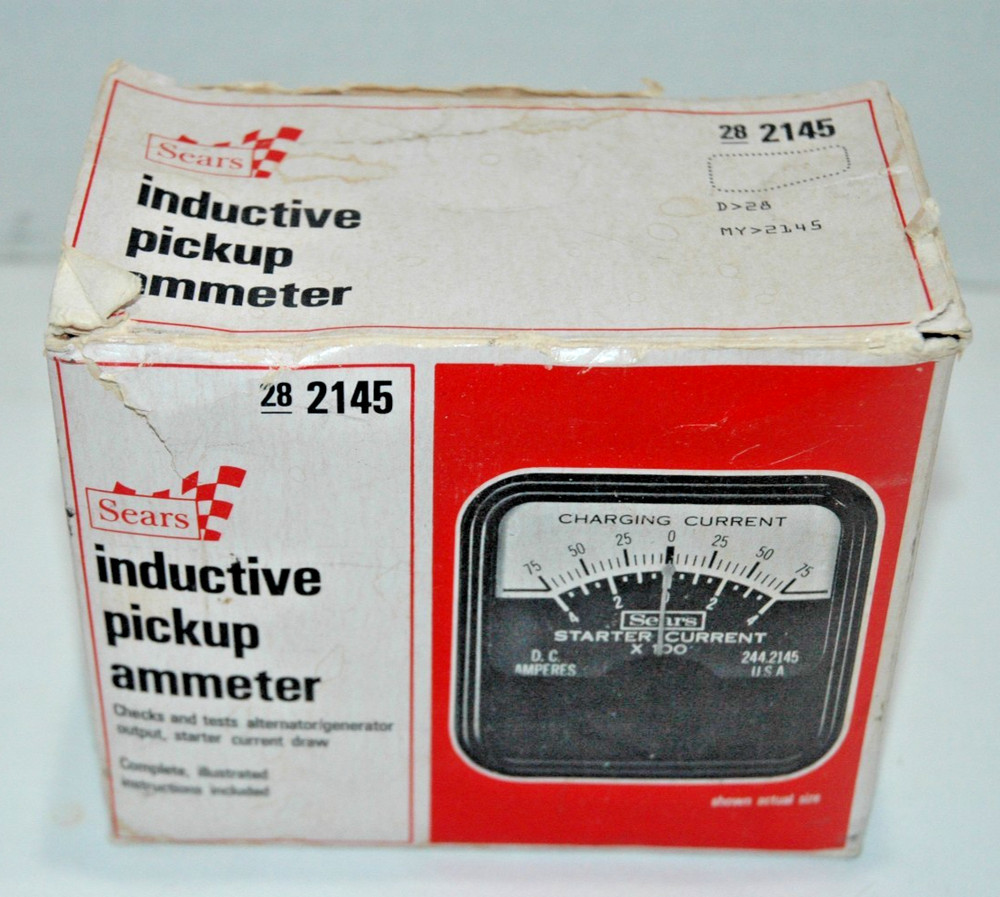 Sears
inductive
pickup
ammeter
28 2145
D>28
MY>2145
28 2145
Sears
inductive
pickup
ammeter
Checks and tests alternator/generator
output, starter current draw
Complete, illustrated
instructions included
CHARGING CURRENT
75 50 25 0 25 50 75
4 2 0 2 4
Sears
STARTER CURRENT
X 100
D.C.
AMPERES
244.2145
U.S.A
shown actual size